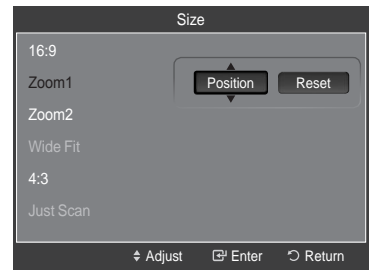 Size
16:9
Zoom1
Position Reset
Zoom2
Wide Fit
4:3
Just Scan
Adjust Enter Return